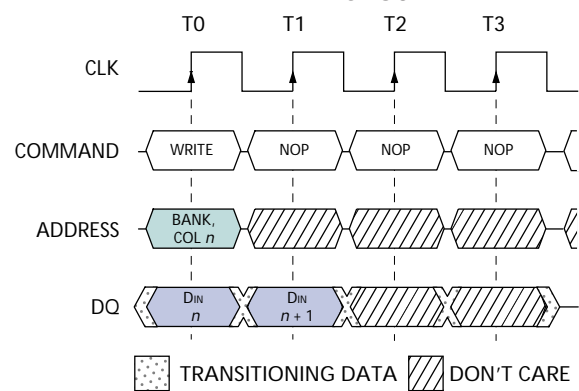 T0 T1 T2 T3
CLK
COMMAND WRITE NOP NOP NOP
ADDRESS BANK,
COL n
DQ DIN
n DIN
n + 1
TRANSITIONING DATA DON'T CARE